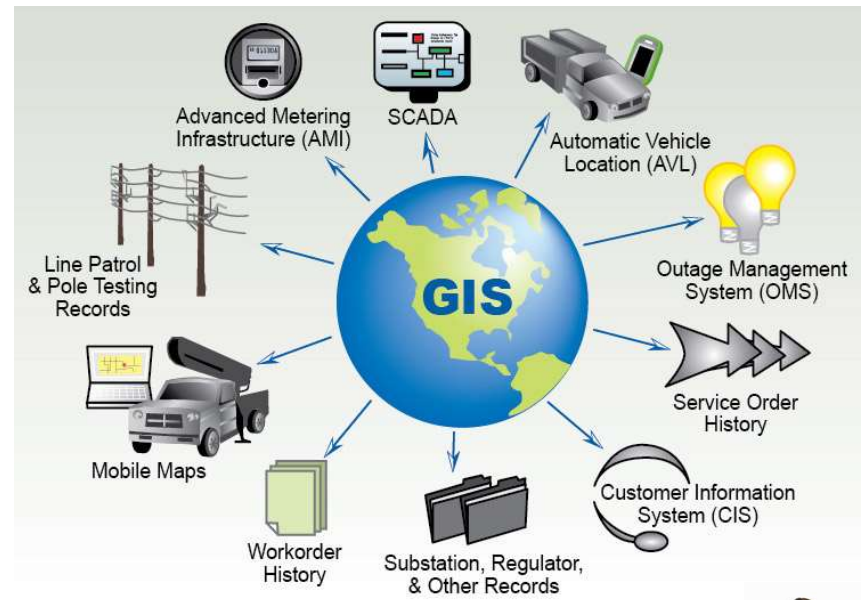 Advanced Metering
Infrastructure (AMI)
SCADA
Automatic Vehicle
Location (AVL)
Line Patrol
& Pole Testing
Records
GIS
Outage Management
System (OMS)
Mobile Maps
Service Order
History
Workorder
History
Substation, Regulator,
& Other Records
Customer Information
System (CIS)